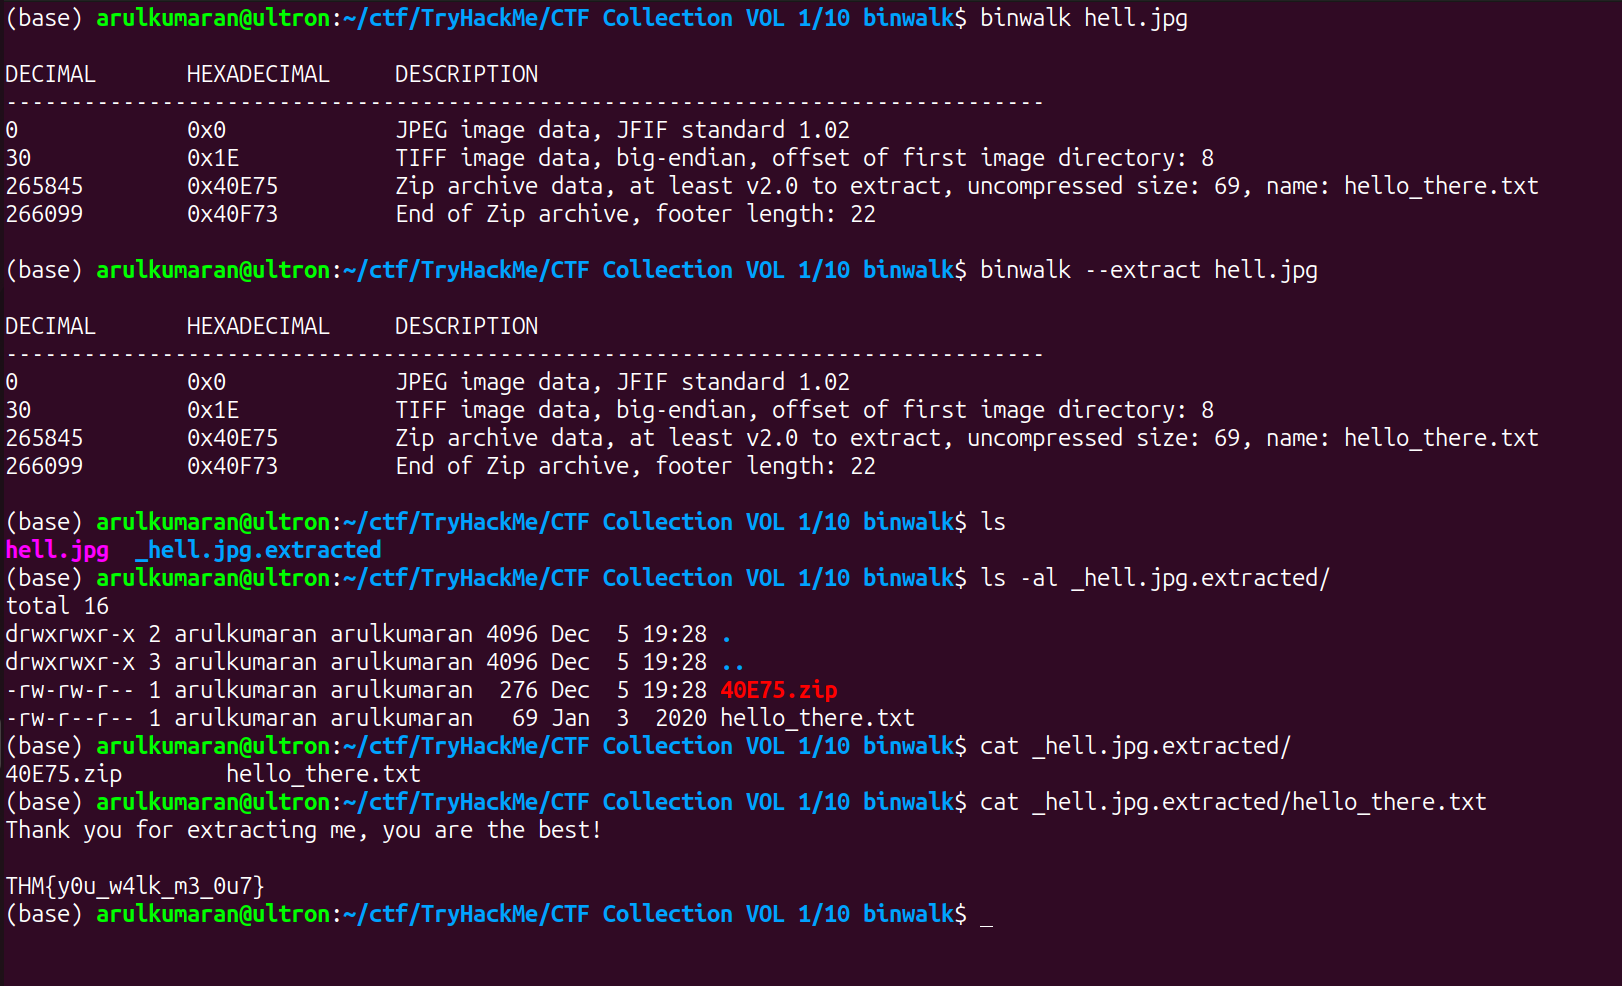 (base) arulkumaran@ultron:~/ctf/TryHackMe/CTF Collection VOL 1/10 binwalk$ binwalk hell.jpg
DECIMAL       HEXADECIMAL     DESCRIPTION
--------------------------------------------------------------------------------
0             0x0             JPEG image data, JFIF standard 1.02
30            0x1E            TIFF image data, big-endian, offset of first image directory: 8
265845        0x40E75         Zip archive data, at least v2.0 to extract, uncompressed size: 69, name: hello_there.txt
266099        0x40F73         End of Zip archive, footer length: 22
(base) arulkumaran@ultron:~/ctf/TryHackMe/CTF Collection VOL 1/10 binwalk$ binwalk --extract hell.jpg
DECIMAL       HEXADECIMAL     DESCRIPTION
--------------------------------------------------------------------------------
0             0x0             JPEG image data, JFIF standard 1.02
30            0x1E            TIFF image data, big-endian, offset of first image directory: 8
265845        0x40E75         Zip archive data, at least v2.0 to extract, uncompressed size: 69, name: hello_there.txt
266099        0x40F73         End of Zip archive, footer length: 22
(base) arulkumaran@ultron:~/ctf/TryHackMe/CTF Collection VOL 1/10 binwalk$ ls
hell.jpg  _hell.jpg.extracted
(base) arulkumaran@ultron:~/ctf/TryHackMe/CTF Collection VOL 1/10 binwalk$ ls -al _hell.jpg.extracted/
total 16
drwxrwxr-x 2 arulkumaran arulkumaran 4096 Dec  5 19:28 .
drwxrwxr-x 3 arulkumaran arulkumaran 4096 Dec  5 19:28 ..
-rw-rw-r-- 1 arulkumaran arulkumaran  276 Dec  5 19:28 40E75.zip
-rw-r--r-- 1 arulkumaran arulkumaran   69 Jan  3  2020 hello_there.txt
(base) arulkumaran@ultron:~/ctf/TryHackMe/CTF Collection VOL 1/10 binwalk$ cat _hell.jpg.extracted/
40E75.zip        hello_there.txt
(base) arulkumaran@ultron:~/ctf/TryHackMe/CTF Collection VOL 1/10 binwalk$ cat _hell.jpg.extracted/hello_there.txt
Thank you for extracting me, you are the best!
THM{y0u_w4lk_m3_0u7}
(base) arulkumaran@ultron:~/ctf/TryHackMe/CTF Collection VOL 1/10 binwalk$ _